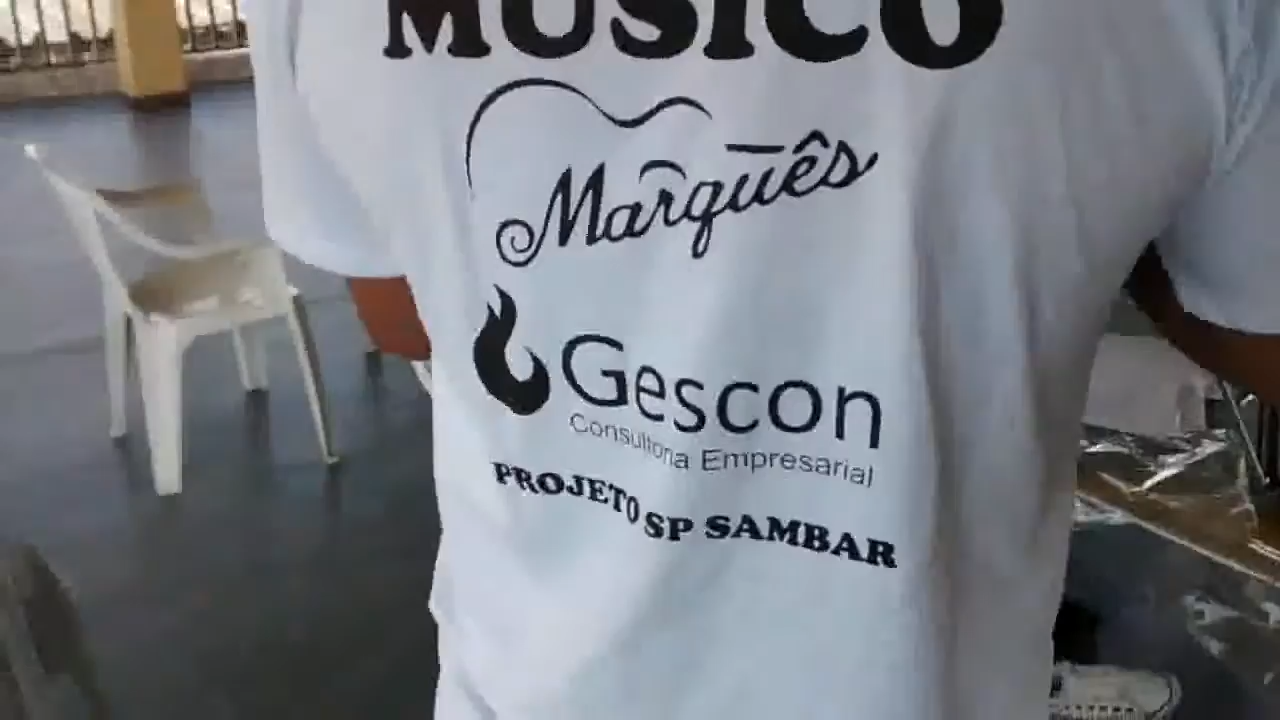 MUSICO
Marquês
Gescon
Consultoria Empresarial
PROJETO SP SAMBAR